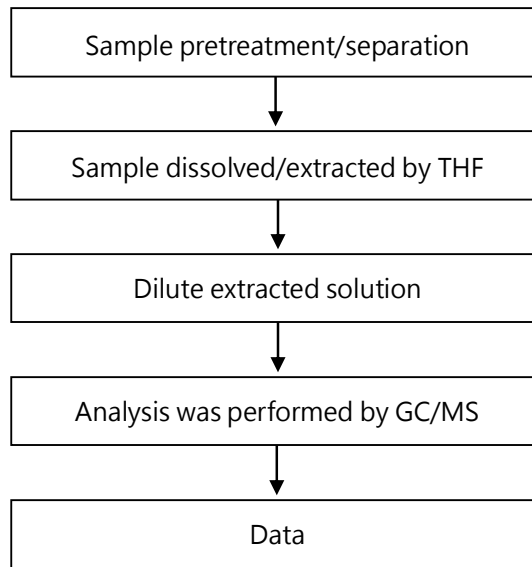 Sample pretreatment/separation
Sample dissolved/extracted by THF
Dilute extracted solution
Analysis was performed by GC/MS
Data